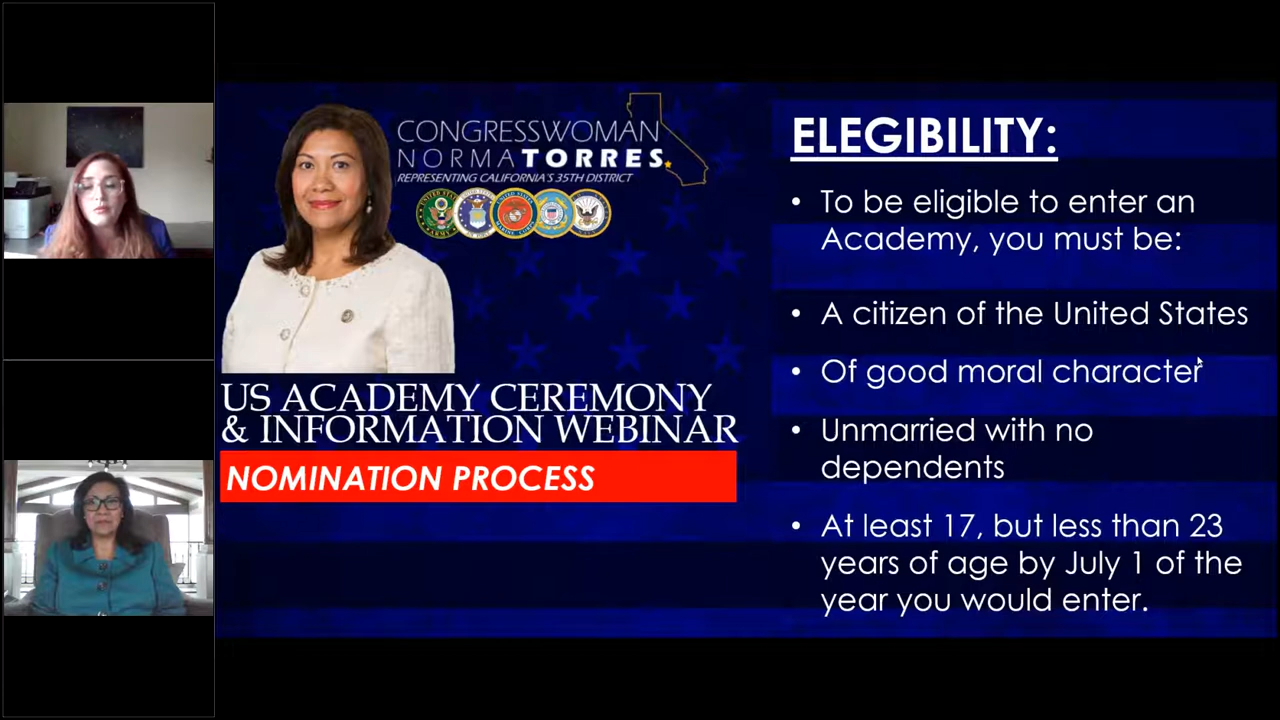 CONGRESSWOMAN
NORMATORRES
REPRESENTING CALIFORNIA'S 35TH DISTRICT
US ACADEMY CEREMONY
& INFORMATION WEBINAR
NOMINATION PROCESS
ELEGIBILITY:
• To be eligible to enter an
Academy, you must be:
• A citizen of the United States
• Of good moral character
• Unmarried with no
dependents
• At least 17, but less than 23
years of age by July 1 of the
year you would enter.